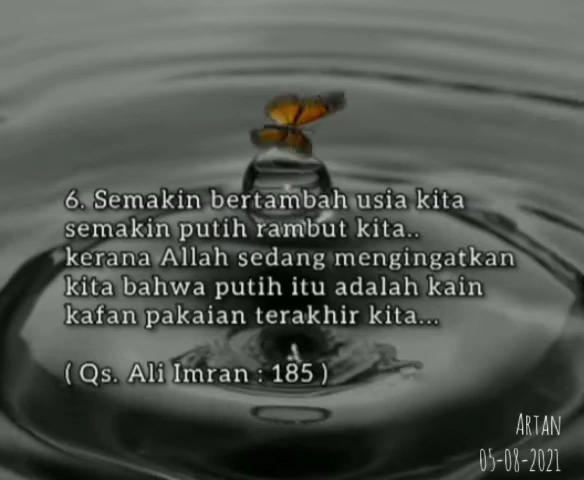 6. Semakin bertambah usia kita
semakin putih rambut kita..
kerana Allah sedang mengingatkan
kita bahwa putih itu adalah kain
kafan pakaian terakhir kita...
( Qs. Ali Imran : 185 )
Artan
05-08-2021